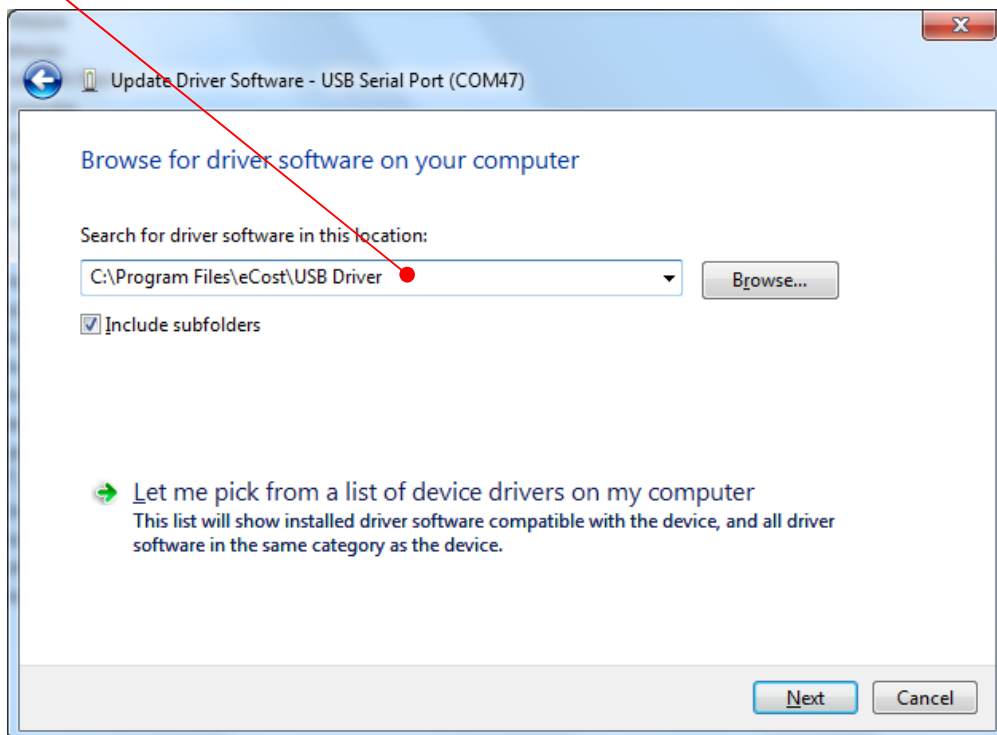 Update Driver Software - USB Serial Port (COM47)
Browse for driver software on your computer
Search for driver software in this location:
C:\Program Files\eCost\USB Driver
Browse...
Include subfolders
Let me pick from a list of device drivers on my computer
This list will show installed driver software compatible with the device, and all driver
software in the same category as the device.
Next
Cancel